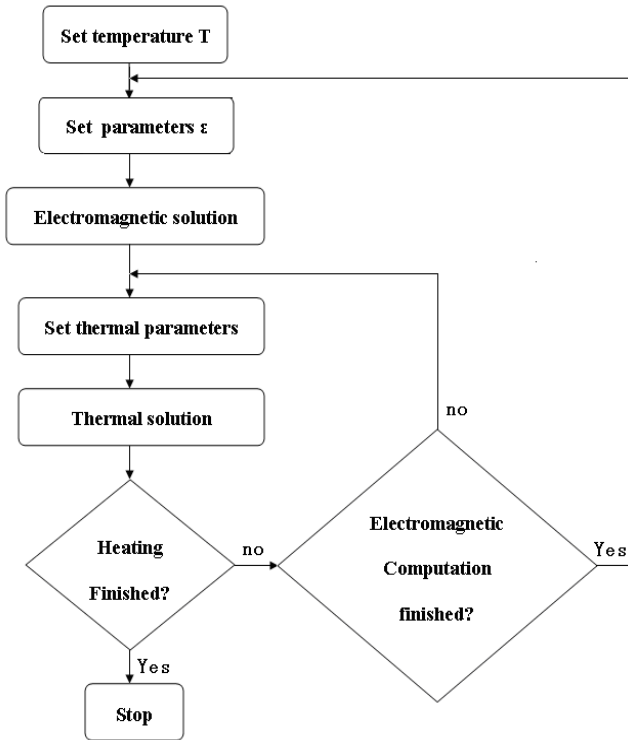 Set temperature T
Set parameters ε
Electromagnetic solution
Set thermal parameters
Thermal solution
no
Heating
Finished?
no
Electromagnetic
Computation
finished?
Yes
Yes
Stop